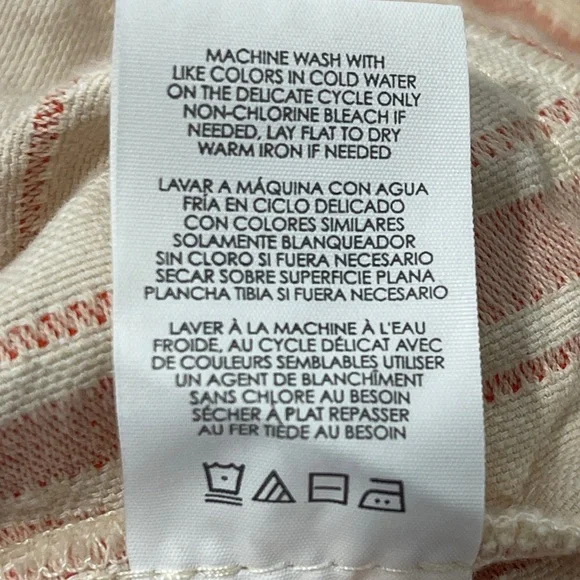 MACHINE WASH WITH
LIKE COLORS IN COLD WATER
ON THE DELICATE CYCLE ONLY
NON-CHLORINE BLEACH IF
NEEDED, LAY FLAT TO DRY
WARM IRON IF NEEDED
LAVAR A MÁQUINA CON AGUA
FRÍA EN CICLO DELICADO
CON COLORES SIMILARES
SOLAMENTE BLANQUEADOR
SIN CLORO SI FUERA NECESARIO
SECAR SOBRE SUPERFICIE PLANA
PLANCHA TIBIA SI FUERA NECESARIO
LAVER À LA MACHINE À L'EAU
FROIDE, AU CYCLE DÉLICAT AVEC
DE COULEURS SEMBLABLES UTILISER
UN AGENT DE BLANCHÎMENT
SANS CHLORE AU BESOIN
SÉCHER À PLAT REPASSER
AU FER TIÈDE AU BESOIN